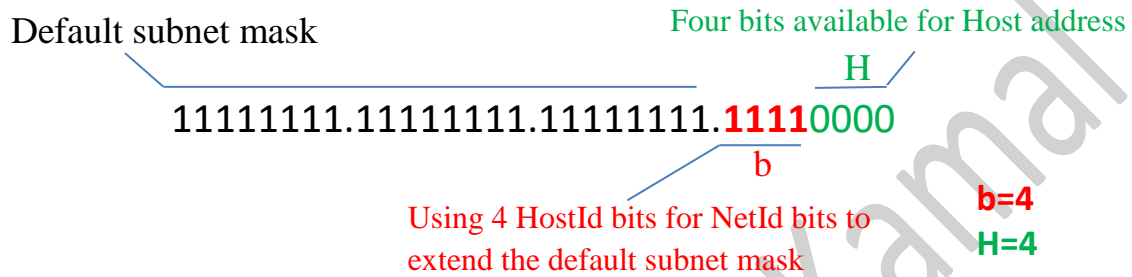 Default subnet mask
Four bits available for Host address
H
11111111.11111111.11111111.11110000
b
Using 4 HostId bits for NetId bits to
extend the default subnet mask
b=4
H=4
Kamal